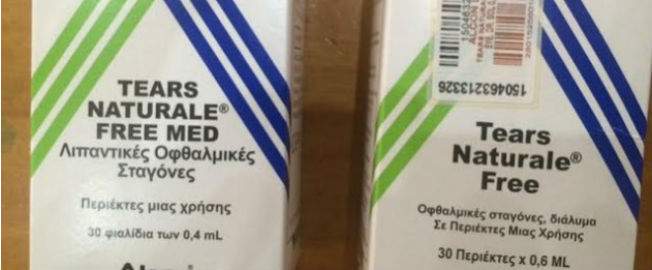 TEARS
NATURALE®
FREE MED
Λιπαντικές Οφθαλμικές
Σταγόνες
Περιέκτες μιας χρήσης
30 φιαλίδια των 0,4 mL
1504632133326
Tears
Naturale®
Free
Οφθαλμικές σταγόνες, διάλυμα
Σε Περιέκτες Μιας Χρήσης
30 Περιέκτες x 0,6 ML